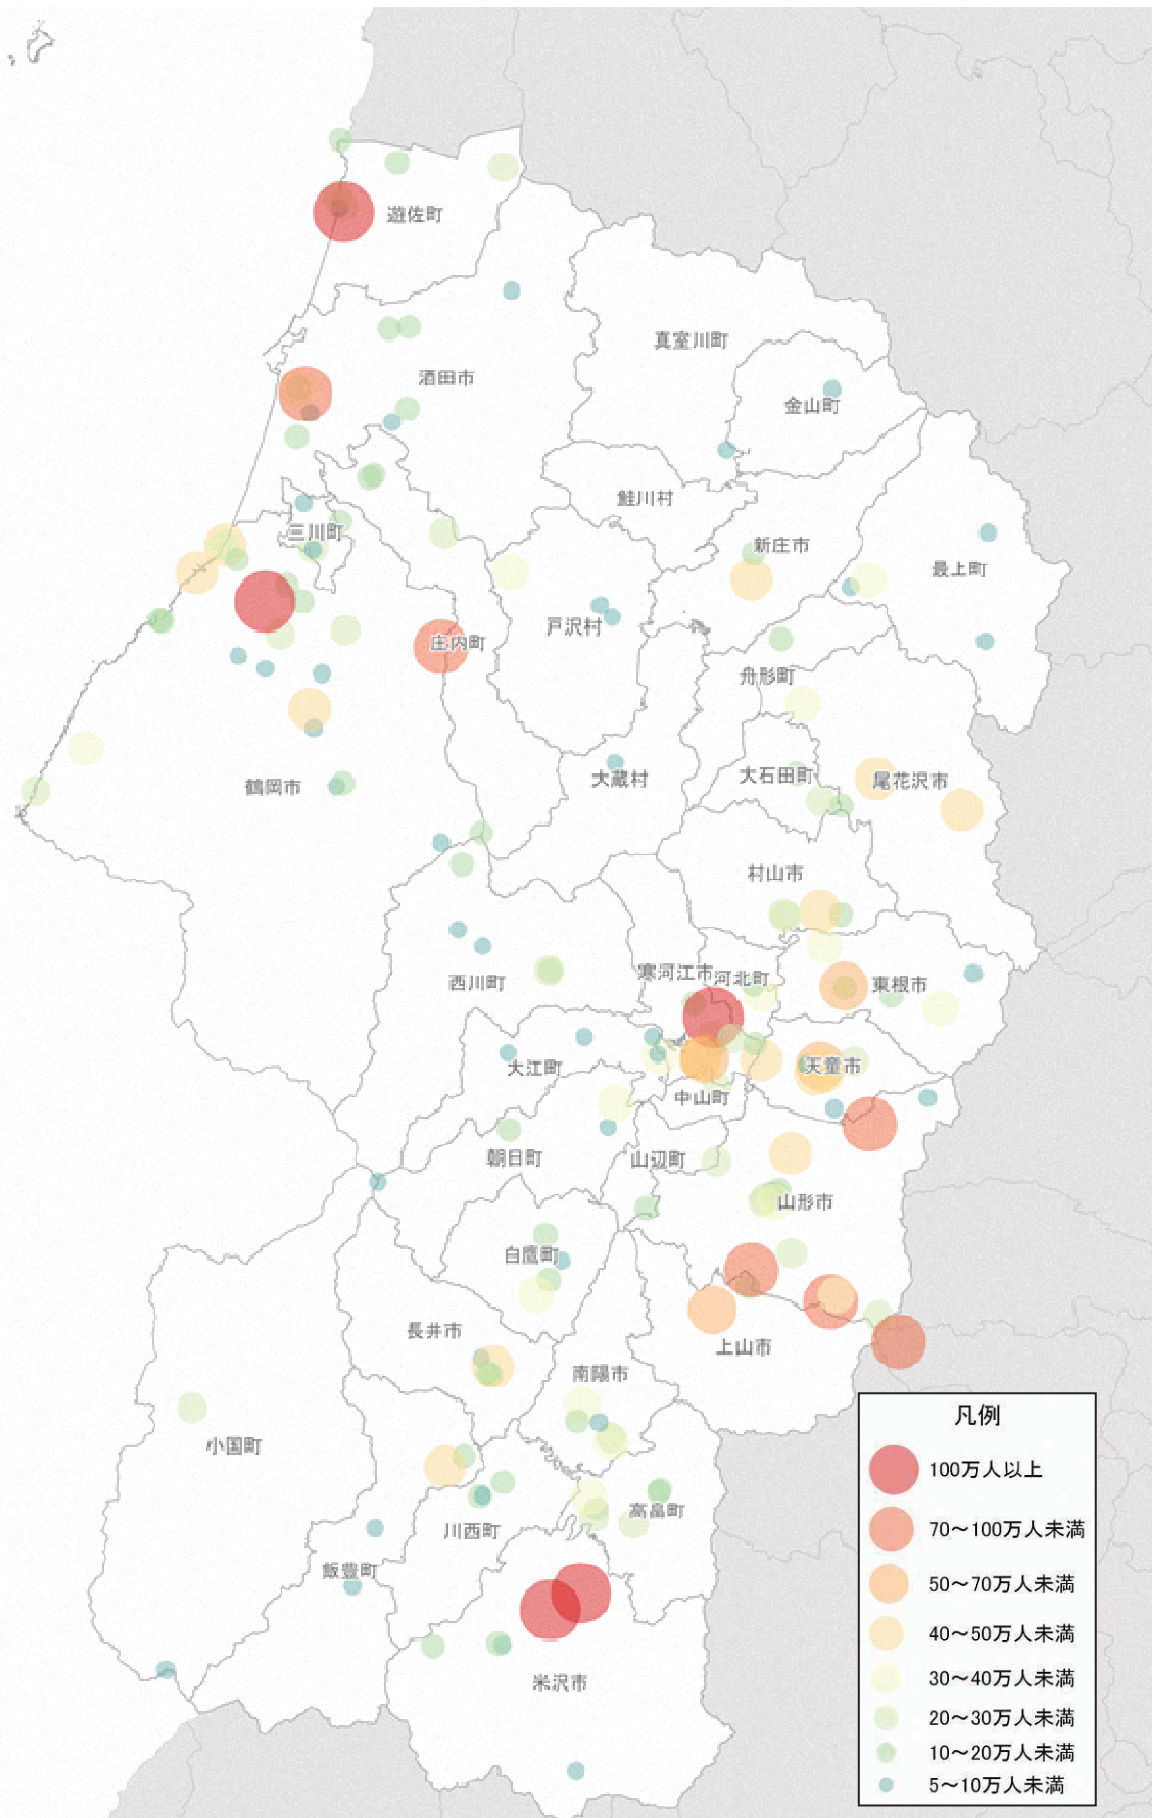 遊佐町
真室川町
酒田市
金山町
鮭川村
三川町
新庄市
最上町
戸沢村
庄内町
舟形町
大蔵村
大石田町
尾花沢市
鶴岡市
村山市
寒河江市
河北町
西川町
東根市
大江町
天童市
中山町
朝日町
山辺町
山形市
白鷹町
長井市
上山市
南陽市
小国町
高畠町
川西町
飯豊町
米沢市
凡例
100万人以上
70～100万人未満
50～70万人未満
40～50万人未満
30～40万人未満
20～30万人未満
10～20万人未満
5～10万人未満